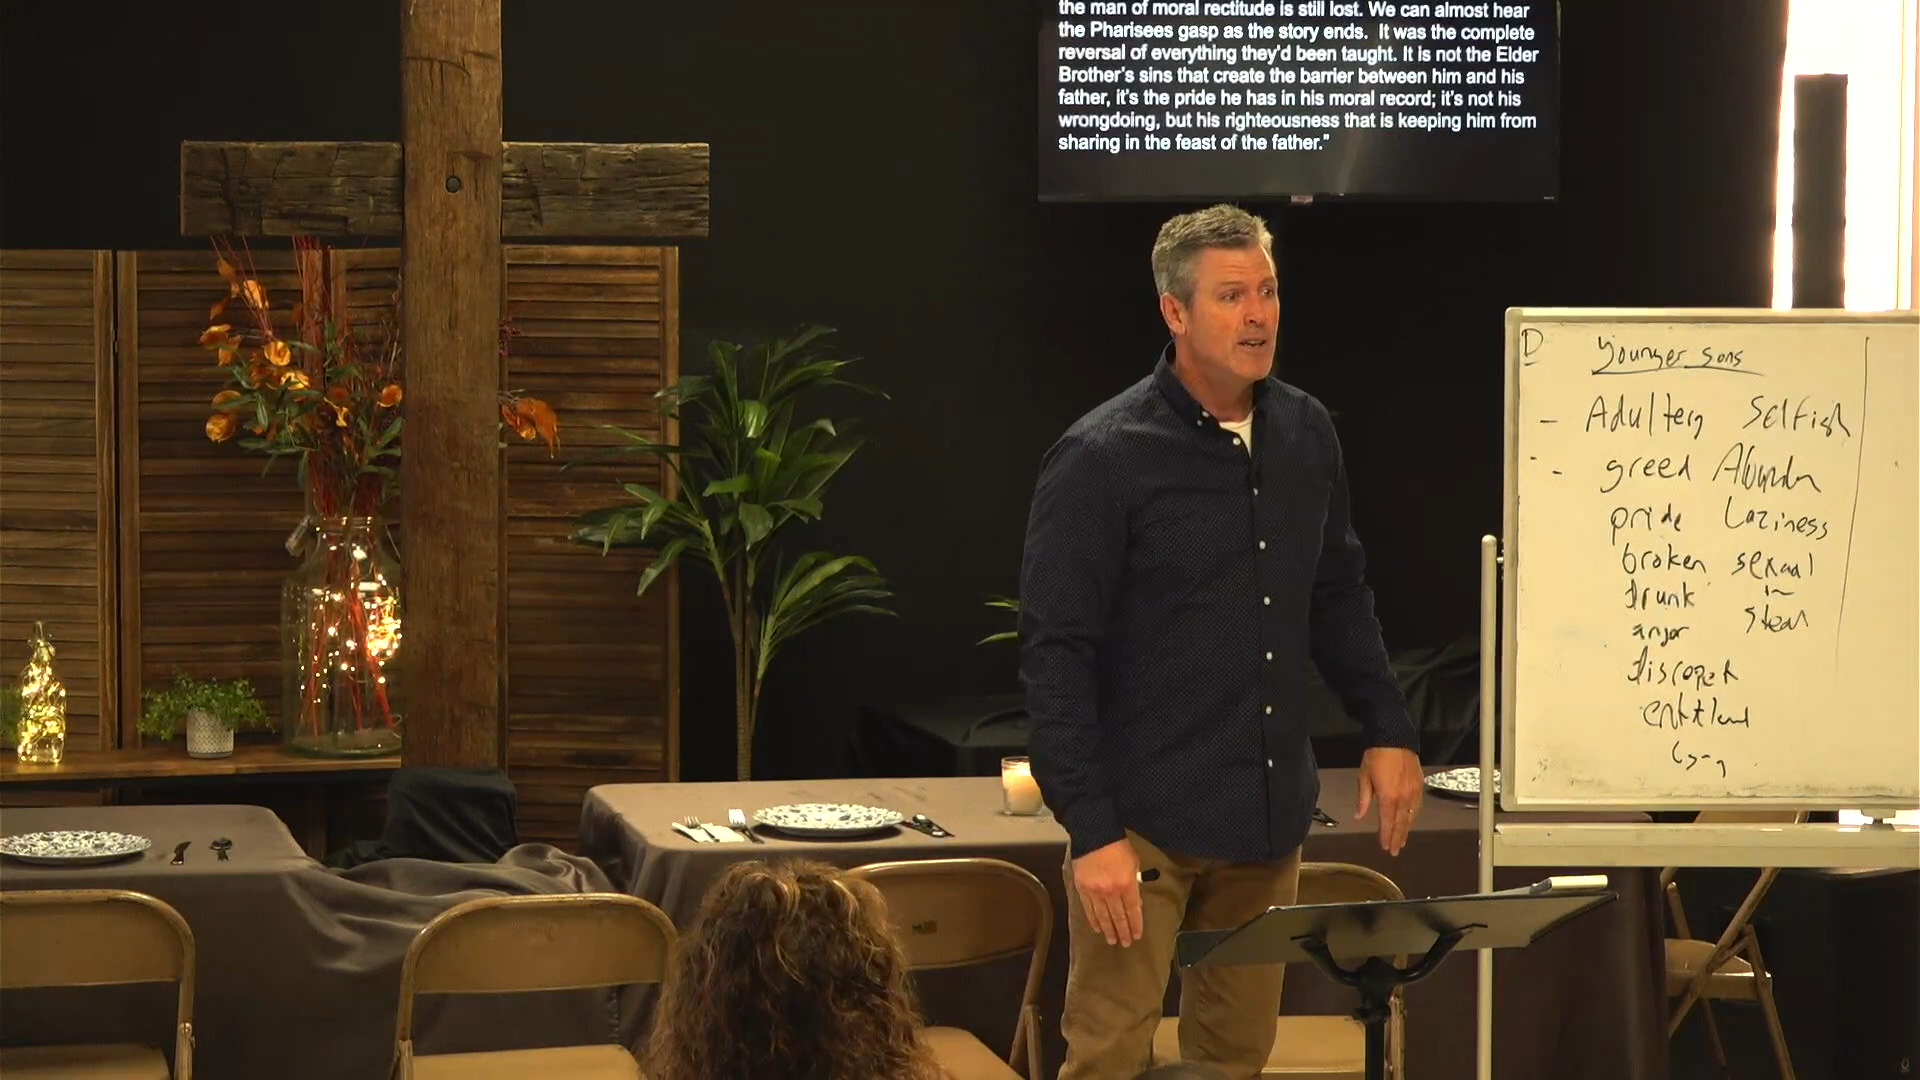 the man of moral rectitude is still lost. We can almost hear
the Pharisees gasp as the story ends. It was the complete
reversal of everything they'd been taught. It is not the Elder
Brother's sins that create the barrier between him and his
father, it's the pride he has in his moral record; it's not his
wrongdoing, but his righteousness that is keeping him from
sharing in the feast of the father."
D younger sons
- Adultery Selfish
- greed
pride Laziness
broken sexual
drunk
steal